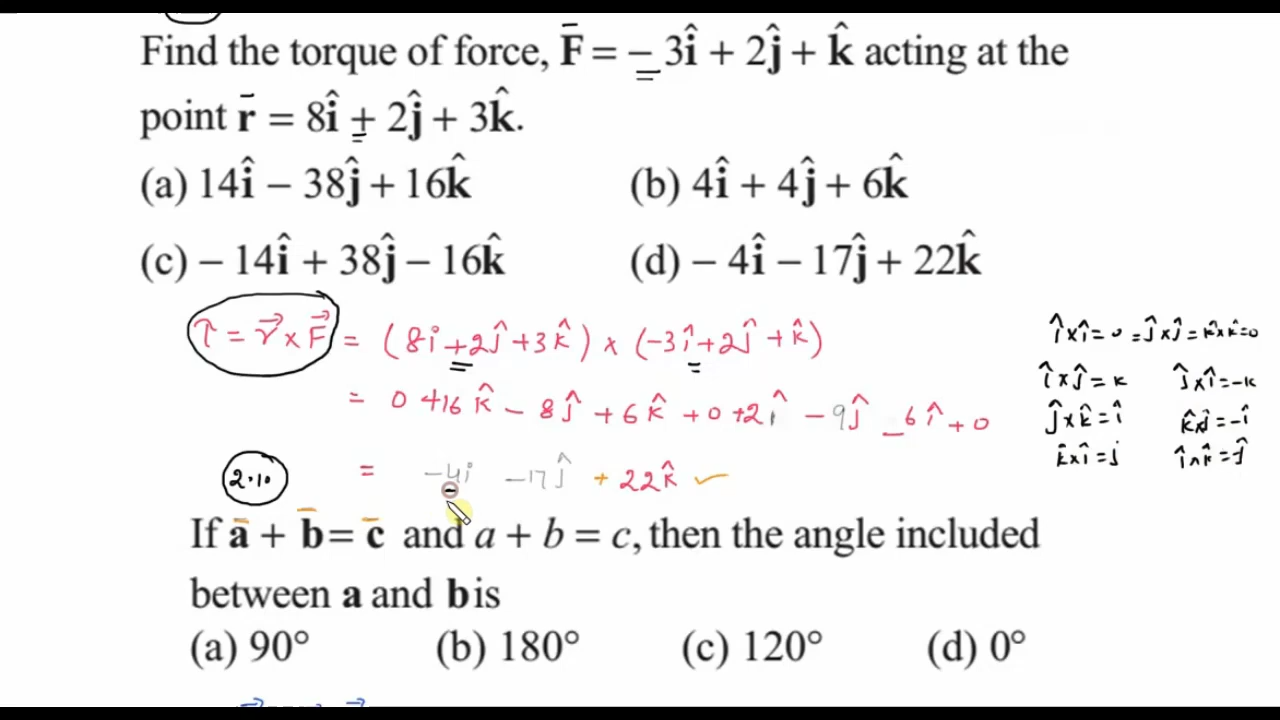 Find the torque of force, F̄ = − 3î + 2ĵ + k̂ acting at the
point r̄ = 8î + 2ĵ + 3k̂.
(a) 14î − 38ĵ + 16k̂ (b) 4î + 4ĵ + 6k̂
(c) − 14î + 38ĵ − 16k̂ (d) − 4î − 17ĵ + 22k̂
τ = r⃗ × F⃗ = (8i + 2ĵ + 3k̂) × (−3î + 2ĵ + k̂)
= 0 + 16k̂ − 8ĵ + 6k̂ + 0 + 2î − 9ĵ − 6î + 0
= −4i − 17ĵ + 22k̂ ✓
î × î = 0 = ĵ × ĵ = k̂ × k̂ = 0
î × ĵ = k ĵ × î = −k
ĵ × k̂ = î k̂ × ĵ = −î
k̂ × î = j î × k̂ = −ĵ
2.10
If ā + b̄ = c̄ and a + b = c, then the angle included
between a and b is
(a) 90° (b) 180° (c) 120° (d) 0°